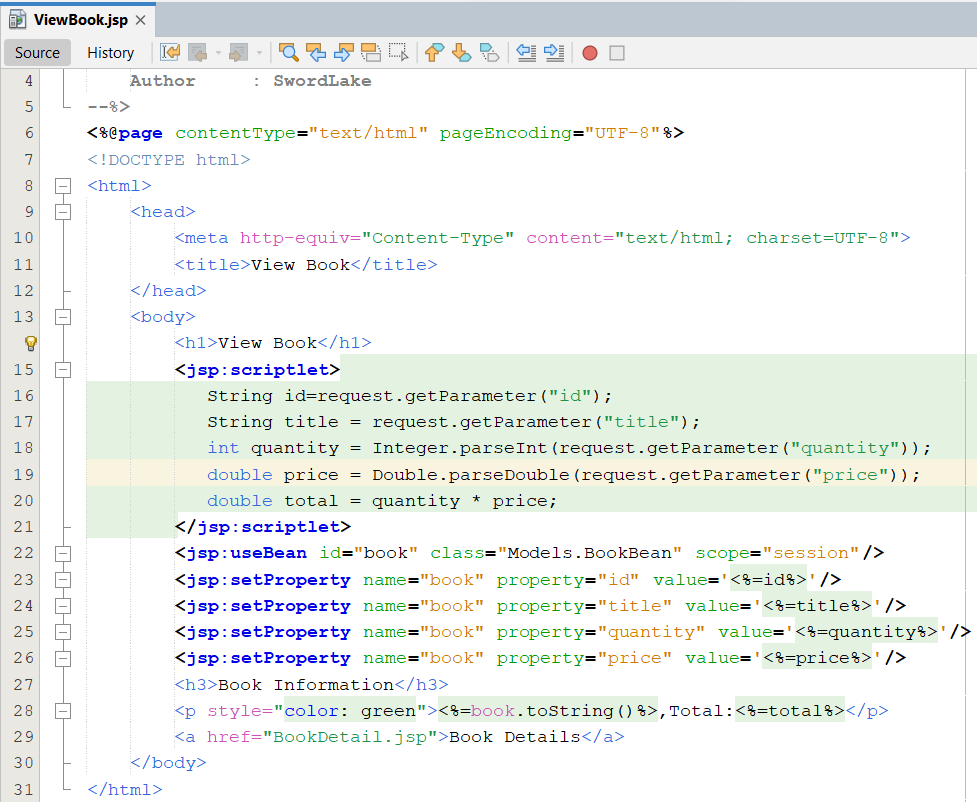 ViewBook.jsp
Source History
4 Author : SwordLake
5 --%>
6 <%@page contentType="text/html" pageEncoding="UTF-8"%>
7 <!DOCTYPE html>
8 <html>
9 <head>
10 <meta http-equiv="Content-Type" content="text/html; charset=UTF-8">
11 <title>View Book</title>
12 </head>
13 <body>
<h1>View Book</h1>
15 <jsp:scriptlet>
16 String id=request.getParameter("id");
17 String title = request.getParameter("title");
18 int quantity = Integer.parseInt(request.getParameter("quantity"));
19 double price = Double.parseDouble(request.getParameter("price"));
20 double total = quantity * price;
21 </jsp:scriptlet>
22 <jsp:useBean id="book" class="Models.BookBean" scope="session"/>
23 <jsp:setProperty name="book" property="id" value='<%=id%>'/>
24 <jsp:setProperty name="book" property="title" value='<%=title%>'/>
25 <jsp:setProperty name="book" property="quantity" value='<%=quantity%>'/>
26 <jsp:setProperty name="book" property="price" value='<%=price%>'/>
27 <h3>Book Information</h3>
28 <p style="color: green"><%=book.toString()%>,Total:<%=total%></p>
29 <a href="BookDetail.jsp">Book Details</a>
30 </body>
31 </html>